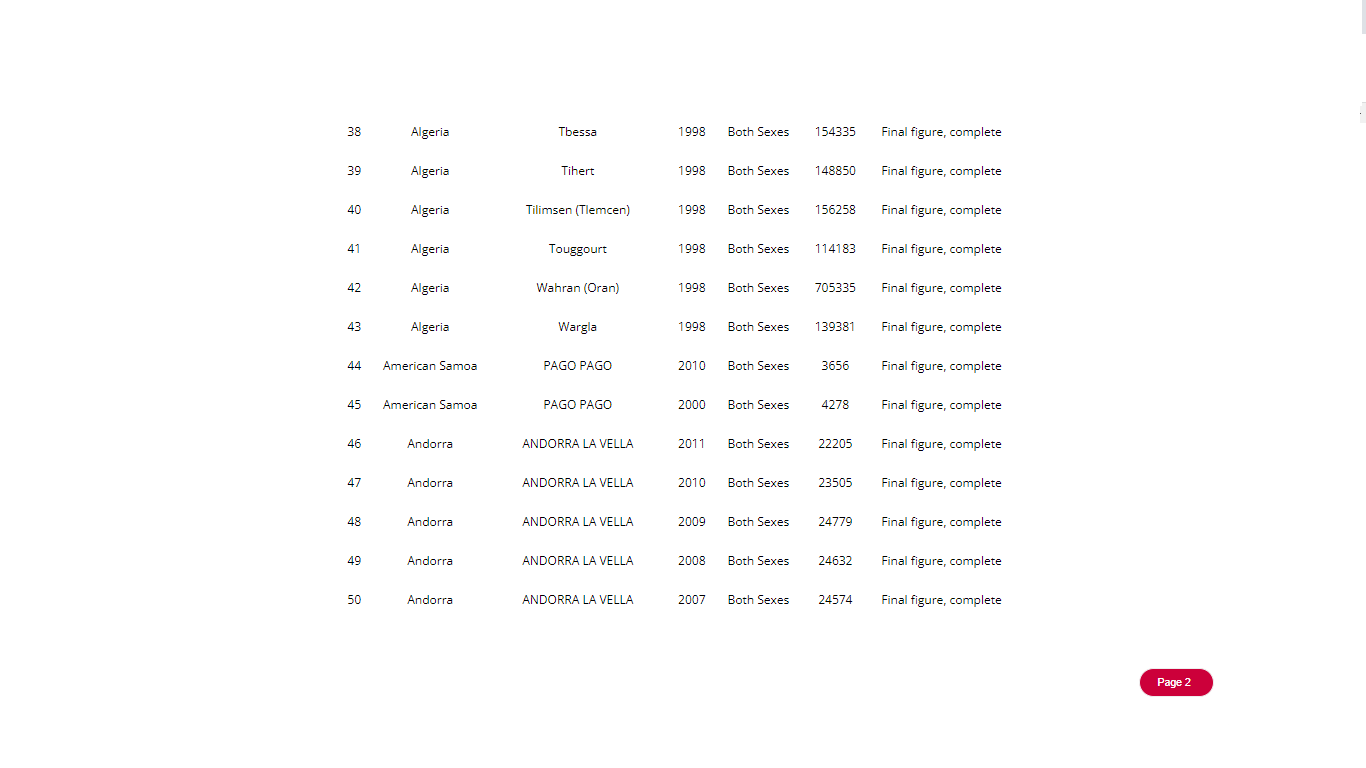 38 Algeria Tbessa 1998 Both Sexes 154335 Final figure, complete
39 Algeria Tihert 1998 Both Sexes 148850 Final figure, complete
40 Algeria Tilimsen (Tlemcen) 1998 Both Sexes 156258 Final figure, complete
41 Algeria Touggourt 1998 Both Sexes 114183 Final figure, complete
42 Algeria Wahran (Oran) 1998 Both Sexes 705335 Final figure, complete
43 Algeria Wargla 1998 Both Sexes 139381 Final figure, complete
44 American Samoa PAGO PAGO 2010 Both Sexes 3656 Final figure, complete
45 American Samoa PAGO PAGO 2000 Both Sexes 4278 Final figure, complete
46 Andorra ANDORRA LA VELLA 2011 Both Sexes 22205 Final figure, complete
47 Andorra ANDORRA LA VELLA 2010 Both Sexes 23505 Final figure, complete
48 Andorra ANDORRA LA VELLA 2009 Both Sexes 24779 Final figure, complete
49 Andorra ANDORRA LA VELLA 2008 Both Sexes 24632 Final figure, complete
50 Andorra ANDORRA LA VELLA 2007 Both Sexes 24574 Final figure, complete
Page 2